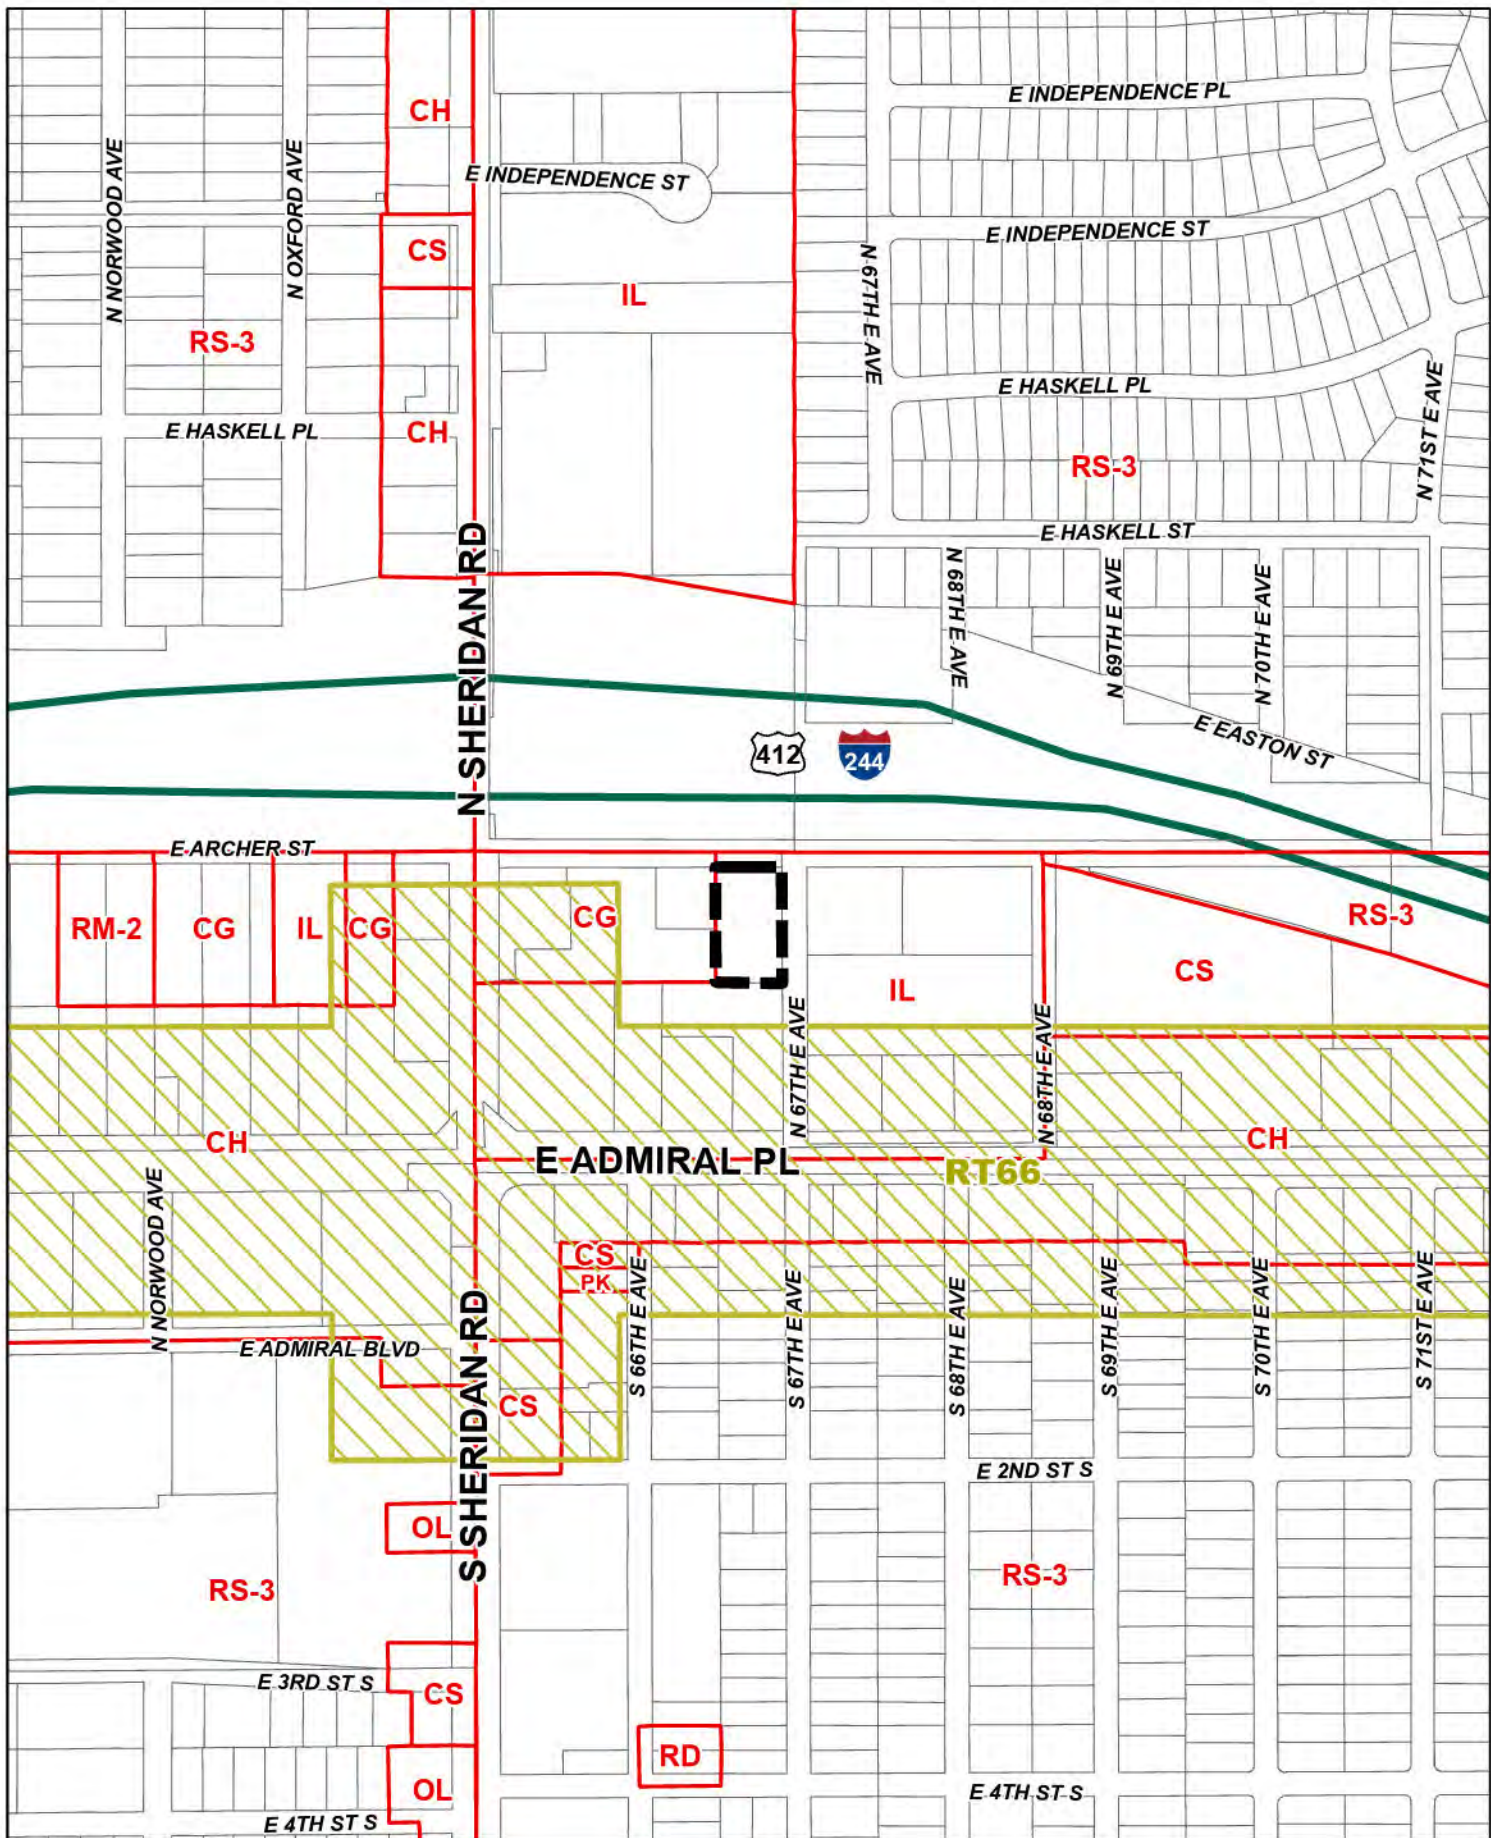 CH
E INDEPENDENCE PL
N NORWOOD AVE
N OXFORD AVE
E INDEPENDENCE ST
E INDEPENDENCE ST
CS
N 67TH E AVE
IL
RS-3
E HASKELL PL
N 71ST E AVE
E HASKELL PL
CH
RS-3
E HASKELL ST
N SHERIDAN RD
N 68TH E AVE
N 69TH E AVE
N 70TH E AVE
E EASTON ST
412
244
E ARCHER ST
RM-2
CG
IL
CG
CG
RS-3
CS
IL
N 67TH E AVE
N 68TH E AVE
CH
CH
E ADMIRAL PL
RT66
N NORWOOD AVE
CS
PK
S 66TH E AVE
S 67TH E AVE
S 68TH E AVE
S 69TH E AVE
S 70TH E AVE
S 71ST E AVE
E ADMIRAL BLVD
S SHERIDAN RD
CS
E 2ND ST S
OL
RS-3
RS-3
E 3RD ST S
CS
RD
OL
E 4TH ST S
E 4TH ST S